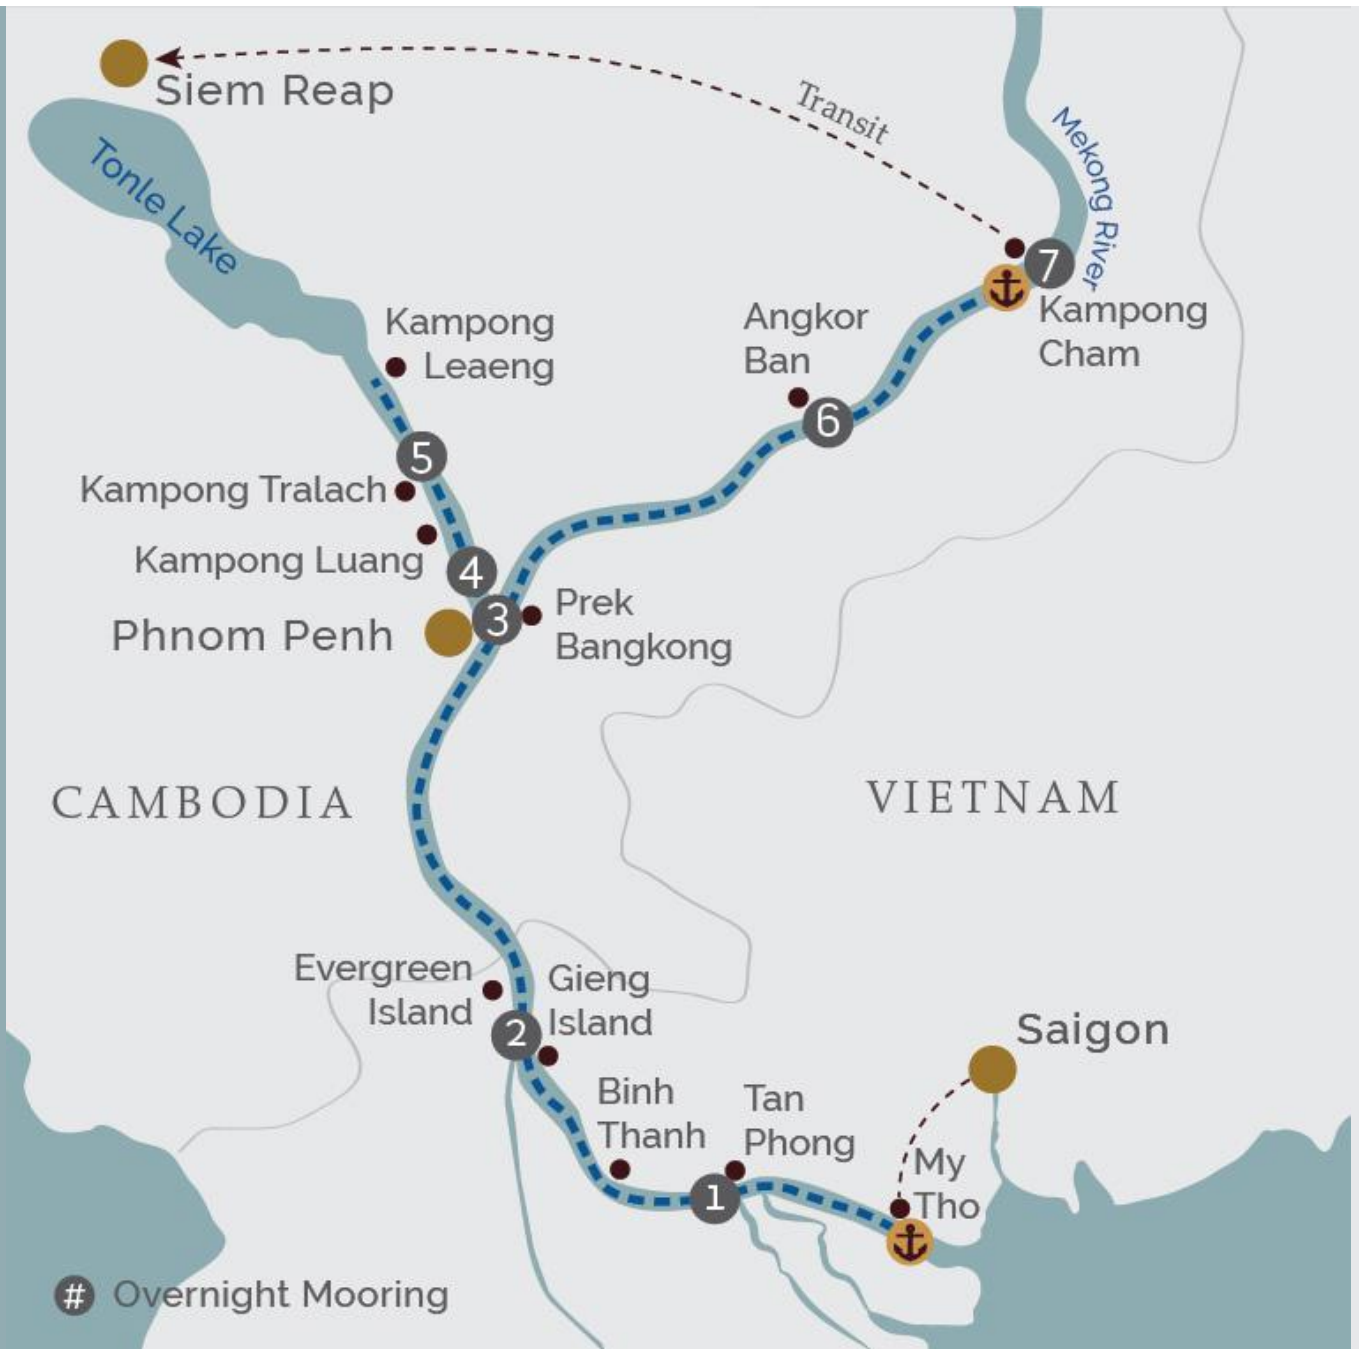 Siem Reap
Transit
Mekong River
Tonle Lake
7
Kampong
Cham
Kampong
Leaeng
Angkor
Ban
6
5
Kampong Tralach
Kampong Luang
4
3
Prek
Bangkong
Phnom Penh
CAMBODIA
VIETNAM
Evergreen
Island
Gieng
Island
2
Saigon
Binh
Thanh
Tan
Phong
My
Tho
1
# Overnight Mooring